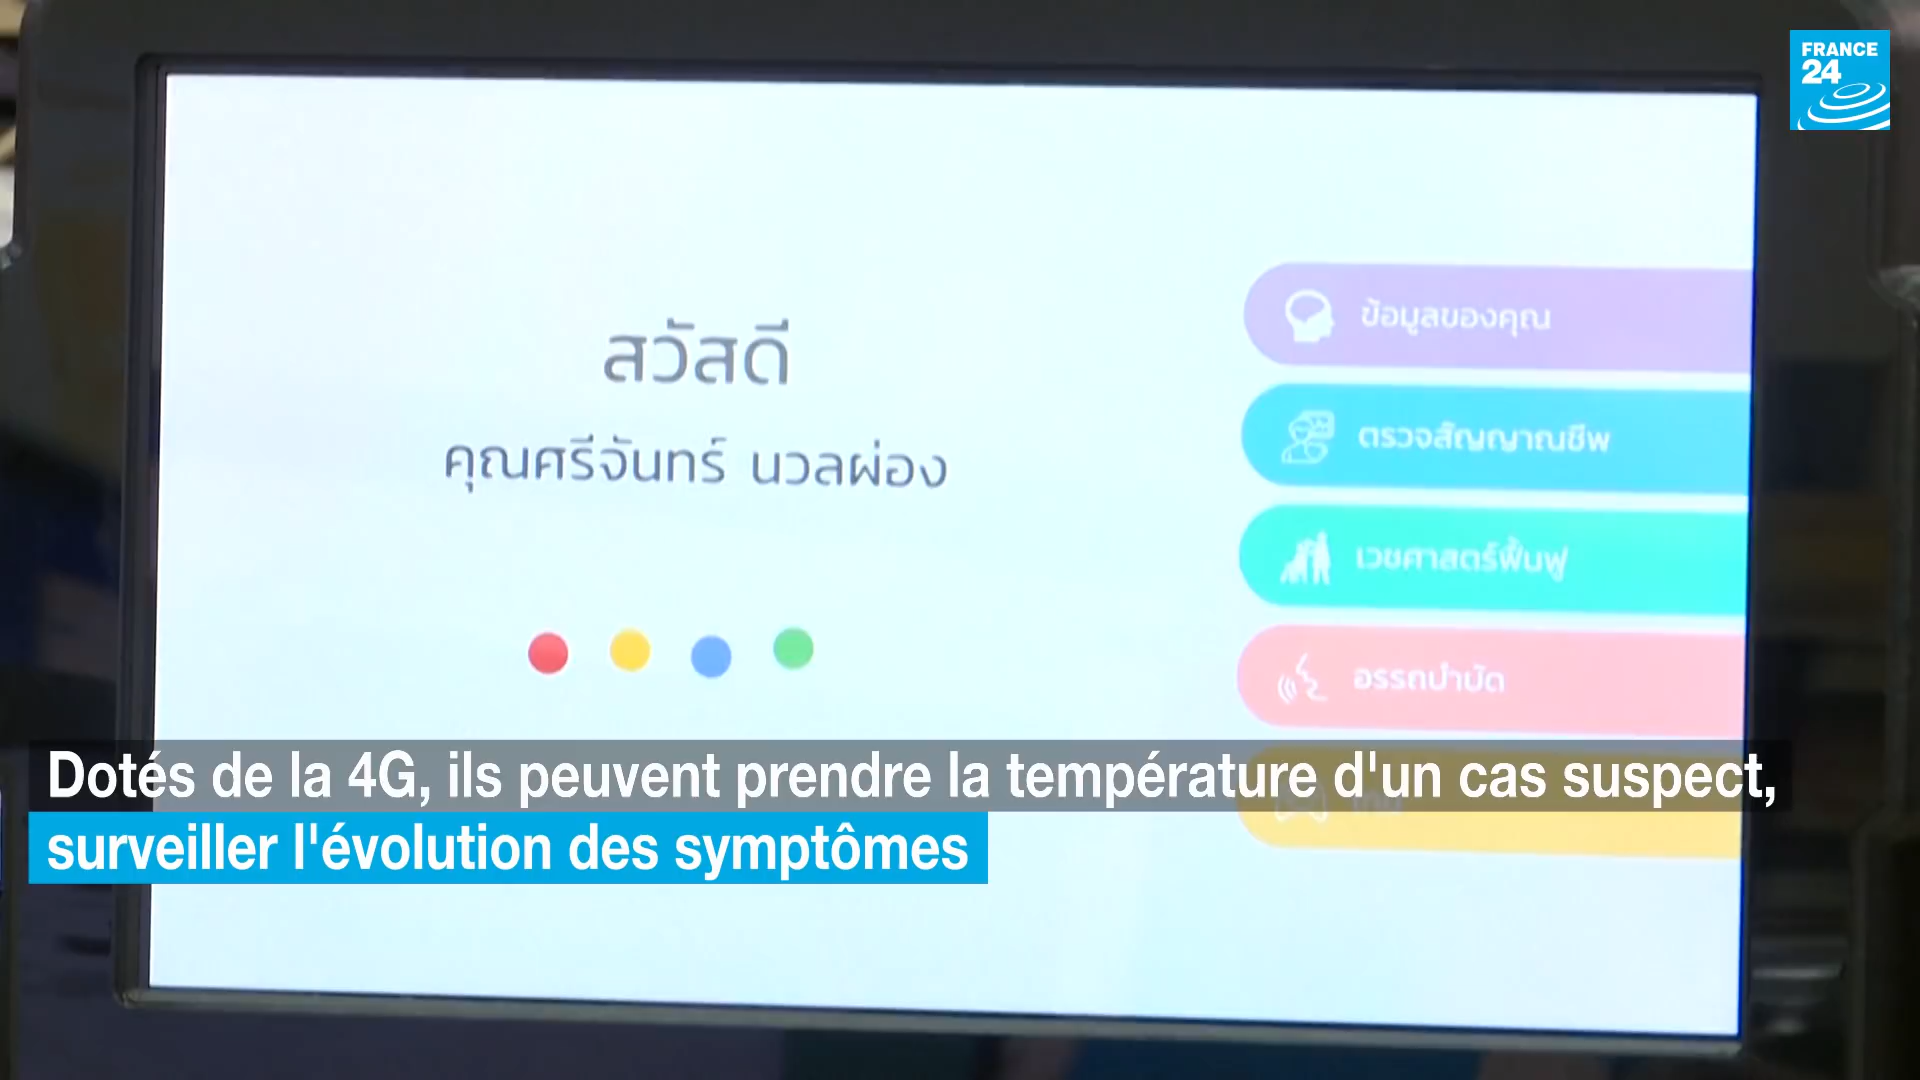 FRANCE
24
สวัสดี
คุณศรีจันทร์ นวลผ่อง
ข้อมูลของคุณ
ตรวจสัญญาณชีพ
เวชศาสตร์ฟื้นฟู
อรรถบำบัด
Dotés de la 4G, ils peuvent prendre la température d'un cas suspect,
surveiller l'évolution des symptômes